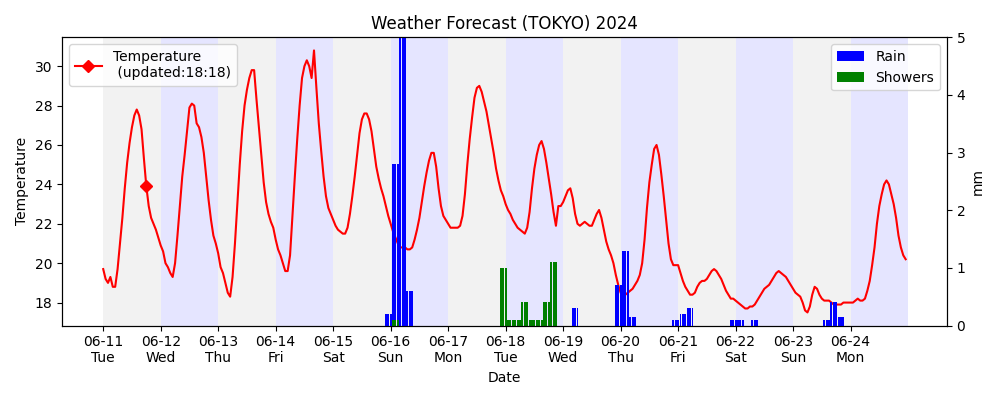 Weather Forecast (TOKYO) 2024
Temperature
(updated:18:18)
Rain
Showers
Temperature
30
28
26
24
22
20
18
5
4
3
2
1
0
mm
06-11 06-12 06-13 06-14 06-15 06-16 06-17 06-18 06-19 06-20 06-21 06-22 06-23 06-24
Tue Wed Thu Fri Sat Sun Mon Tue Wed Thu Fri Sat Sun Mon
Date